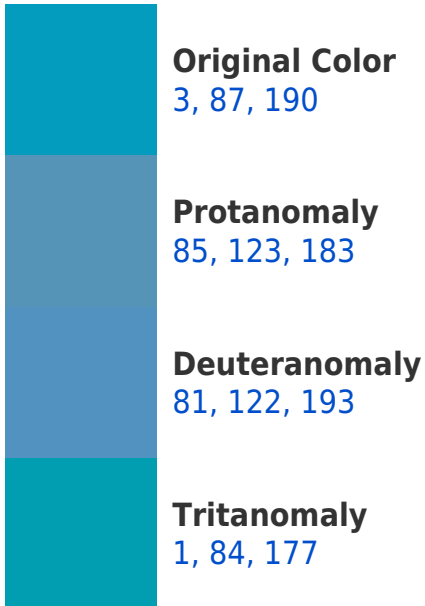 Original Color
3, 87, 190
Protanomaly
85, 123, 183
Deuteranomaly
81, 122, 193
Tritanomaly
1, 84, 177